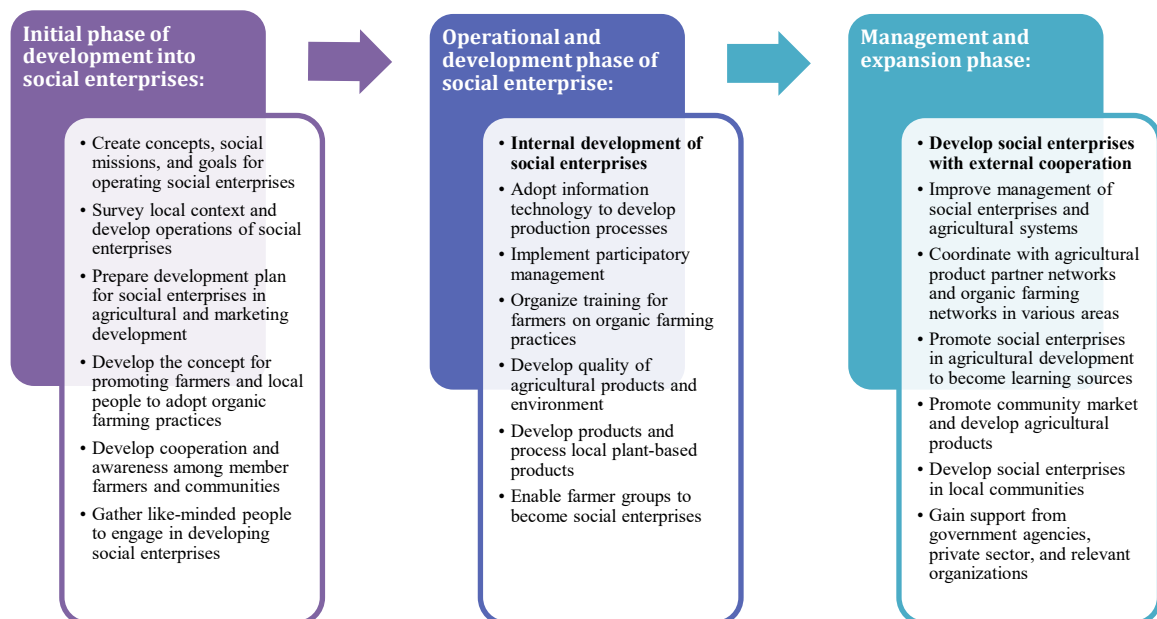 Initial phase of
development into
social enterprises:
• Create concepts, social
missions, and goals for
operating social enterprises
• Survey local context and
develop operations of social
enterprises
• Prepare development plan
for social enterprises in
agricultural and marketing
development
• Develop the concept for
promoting farmers and local
people to adopt organic
farming practices
• Develop cooperation and
awareness among member
farmers and communities
• Gather like-minded people
to engage in developing
social enterprises
Operational and
development phase of
social enterprise:
• Internal development of
social enterprises
• Adopt information
technology to develop
production processes
• Implement participatory
management
• Organize training for
farmers on organic farming
practices
• Develop quality of
agricultural products and
environment
• Develop products and
process local plant-based
products
• Enable farmer groups to
become social enterprises
Management and
expansion phase:
• Develop social enterprises
with external cooperation
• Improve management of
social enterprises and
agricultural systems
• Coordinate with agricultural
product partner networks
and organic farming
networks in various areas
• Promote social enterprises
in agricultural development
to become learning sources
• Promote community market
and develop agricultural
products
• Develop social enterprises
in local communities
• Gain support from
government agencies,
private sector, and relevant
organizations